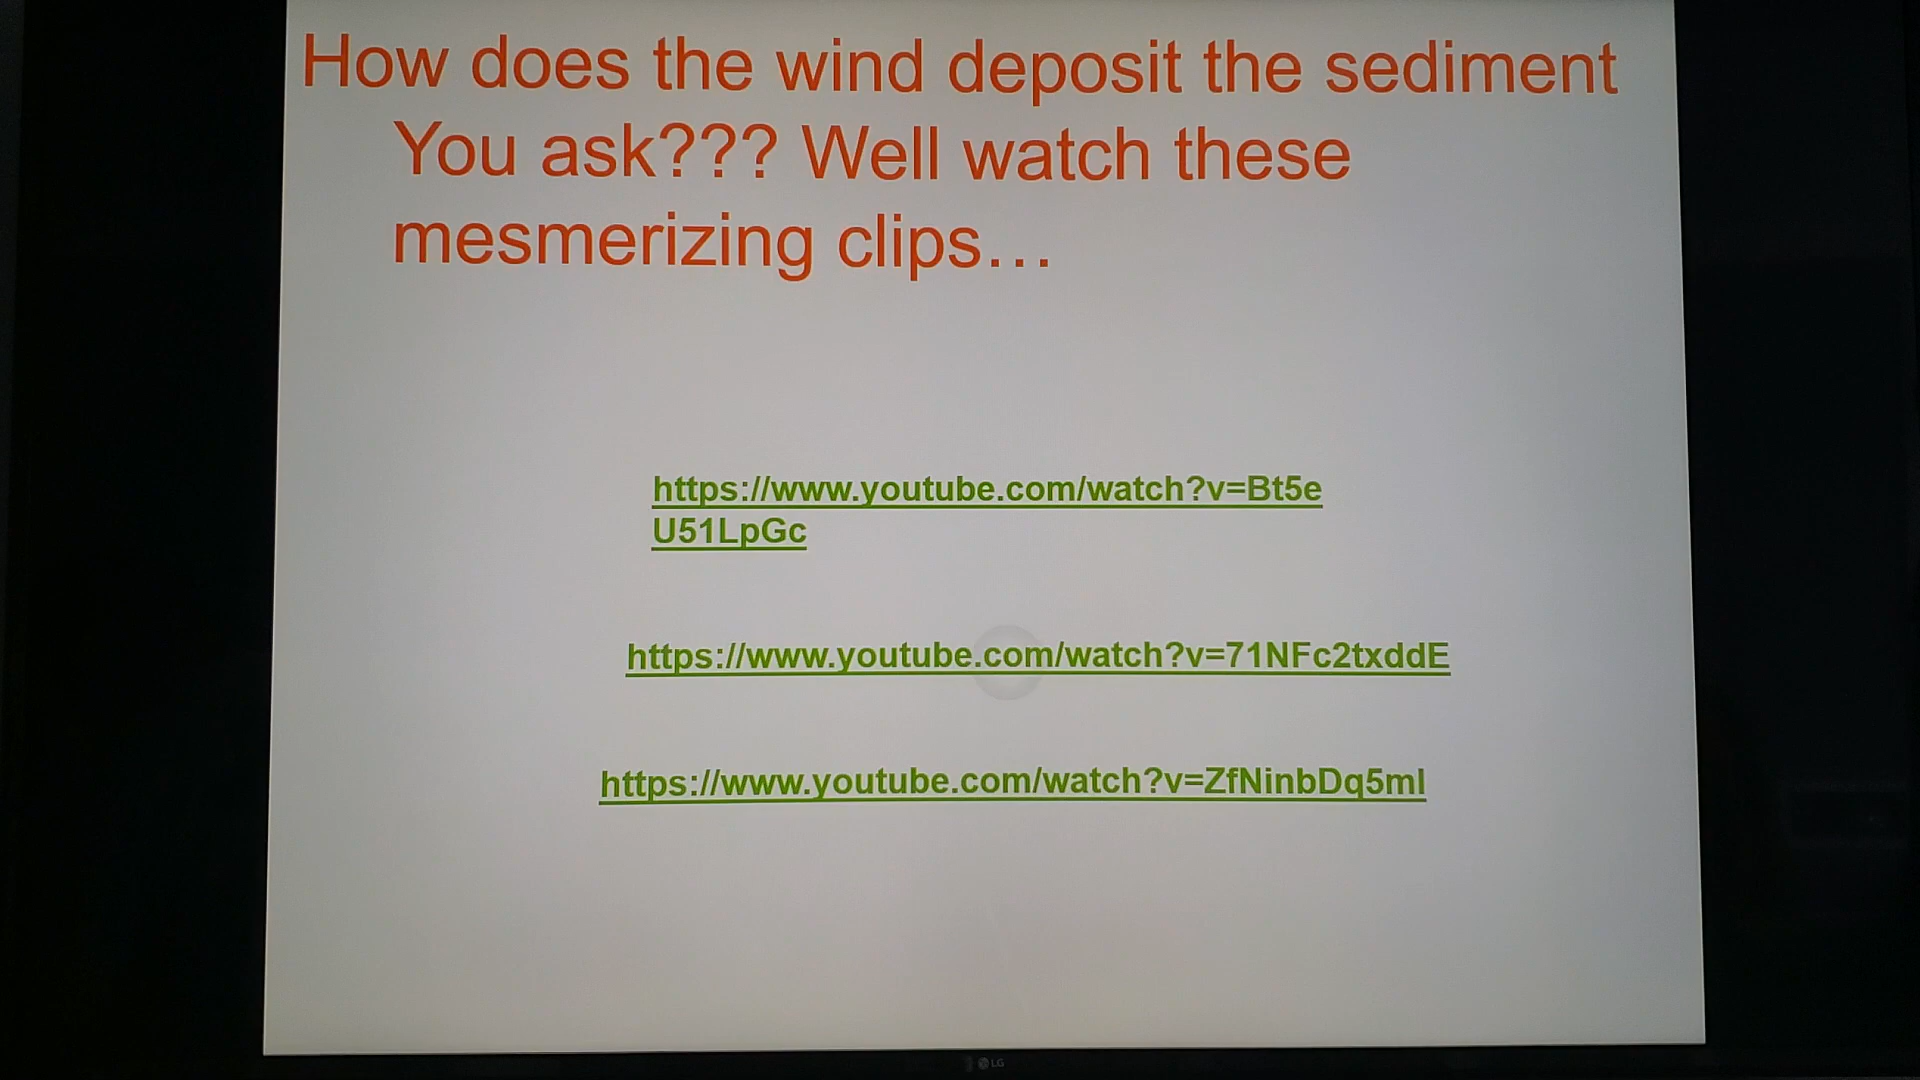 How does the wind deposit the sediment
You ask??? Well watch these
mesmerizing clips…
https://www.youtube.com/watch?v=Bt5e
U51LpGc
https://www.youtube.com/watch?v=71NFc2txddE
https://www.youtube.com/watch?v=ZfNinbDq5mI
LG